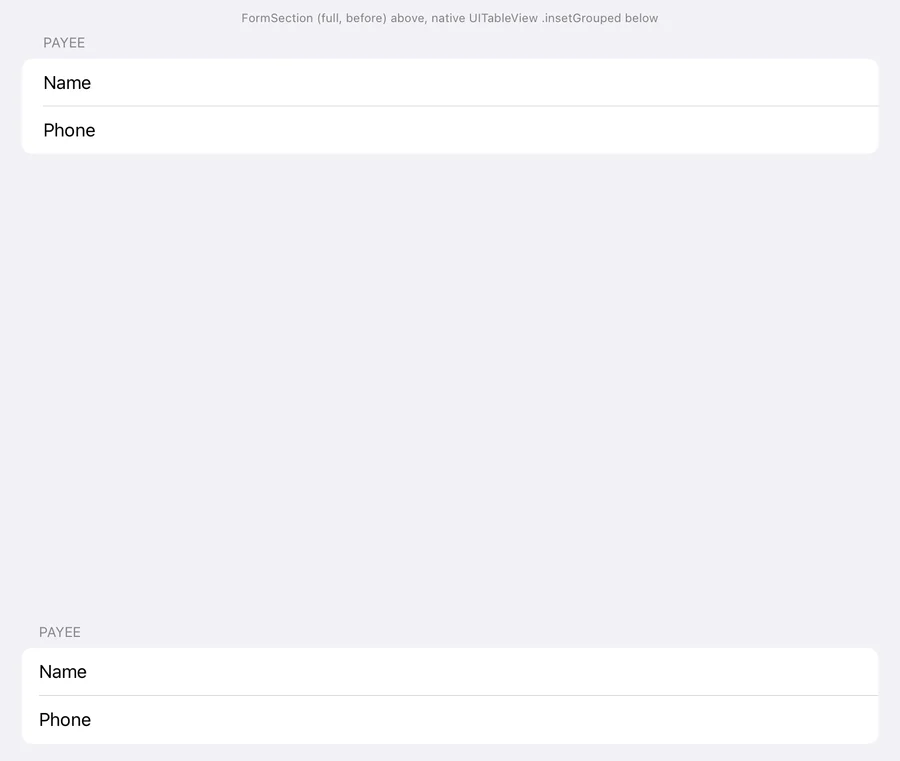 FormSection (full, before) above, native UITableView .insetGrouped below
PAYEE
Name
Phone
PAYEE
Name
Phone